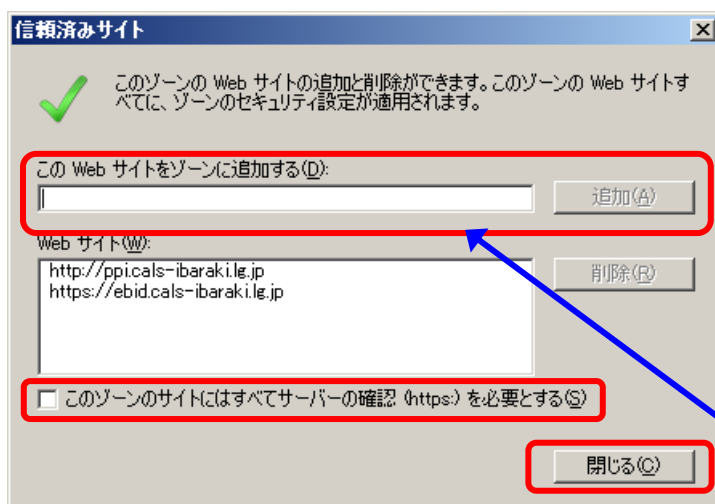 信頼済みサイト
このゾーンの Web サイトの追加と削除ができます。このゾーンの Web サイトす
べてに、ゾーンのセキュリティ設定が適用されます。
この Web サイトをゾーンに追加する(D):
追加(A)
Web サイト(W):
http://ppi.cals-ibaraki.lg.jp
https://ebid.cals-ibaraki.lg.jp
削除(R)
このゾーンのサイトにはすべてサーバーの確認 (https:) を必要とする(S)
閉じる(C)